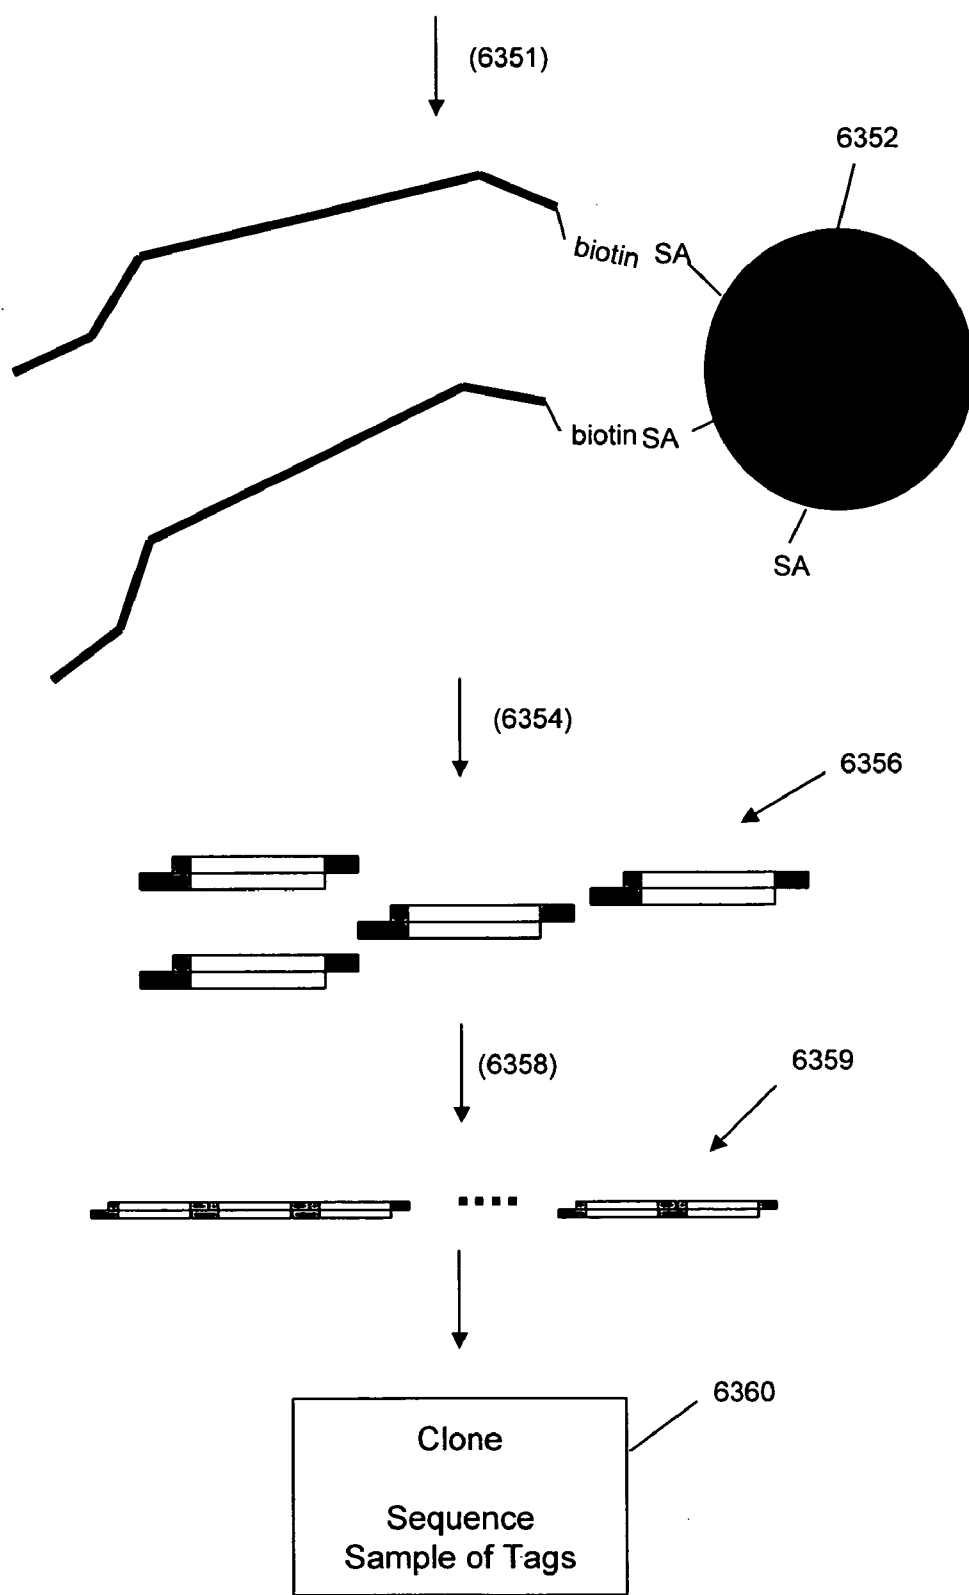 (6351)
6352
biotin SA
biotin SA
SA
(6354)
6356
(6358)
6359
6360
Clone
Sequence
Sample of Tags